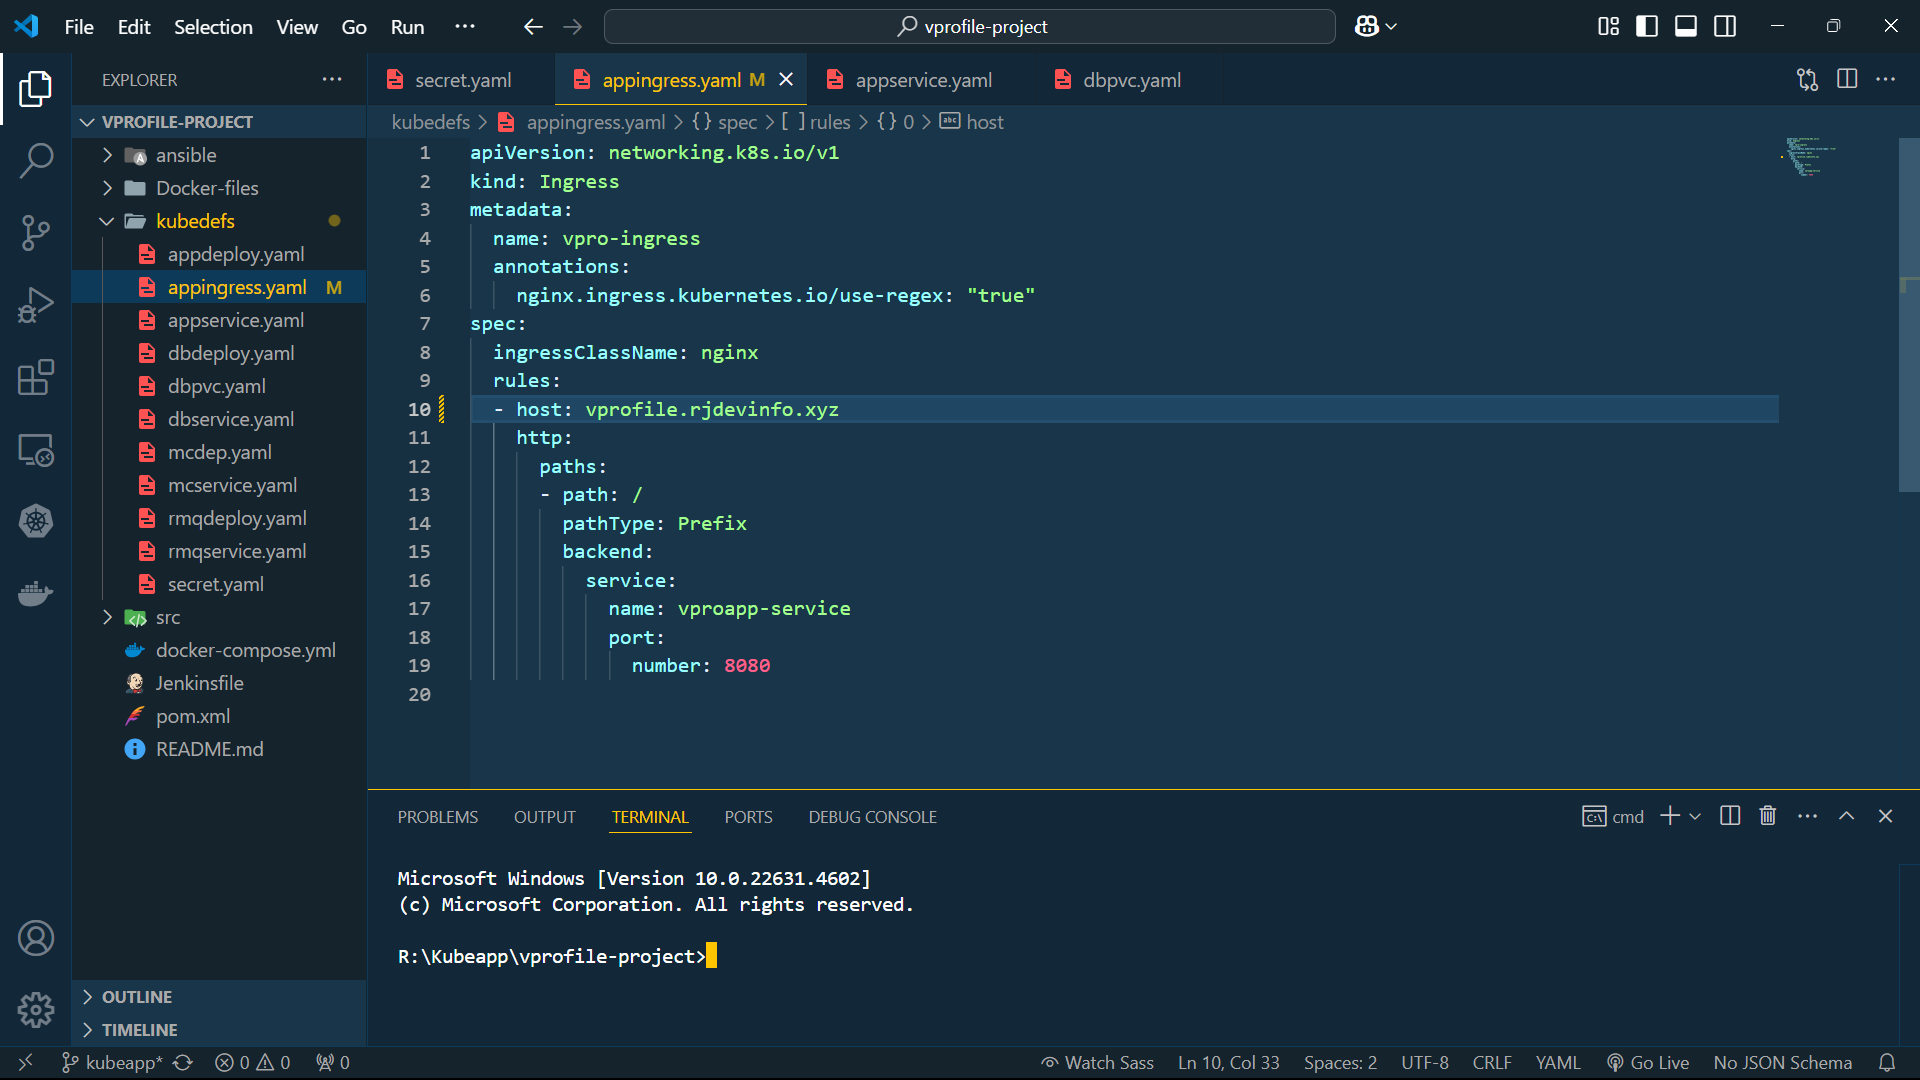 File Edit Selection View Go Run ···
vprofile-project
EXPLORER
VPROFILE-PROJECT
ansible
Docker-files
kubedefs
appdeploy.yaml
appingress.yaml M
appservice.yaml
dbdeploy.yaml
dbpvc.yaml
dbservice.yaml
mcdep.yaml
mcservice.yaml
rmqdeploy.yaml
rmqservice.yaml
secret.yaml
src
docker-compose.yml
Jenkinsfile
pom.xml
README.md
OUTLINE
TIMELINE
secret.yaml appingress.yaml M appservice.yaml dbpvc.yaml
kubedefs > appingress.yaml > {} spec > [ ] rules > {} 0 > abc host
1 apiVersion: networking.k8s.io/v1
2 kind: Ingress
3 metadata:
4   name: vpro-ingress
5   annotations:
6     nginx.ingress.kubernetes.io/use-regex: "true"
7 spec:
8   ingressClassName: nginx
9   rules:
10   - host: vprofile.rjdevinfo.xyz
11     http:
12       paths:
13       - path: /
14         pathType: Prefix
15         backend:
16           service:
17             name: vproapp-service
18             port:
19               number: 8080
20
PROBLEMS OUTPUT TERMINAL PORTS DEBUG CONSOLE
cmd
Microsoft Windows [Version 10.0.22631.4602]
(c) Microsoft Corporation. All rights reserved.
R:\Kubeapp\vprofile-project>
kubeapp* 0 0 0 Watch Sass Ln 10, Col 33 Spaces: 2 UTF-8 CRLF YAML Go Live No JSON Schema